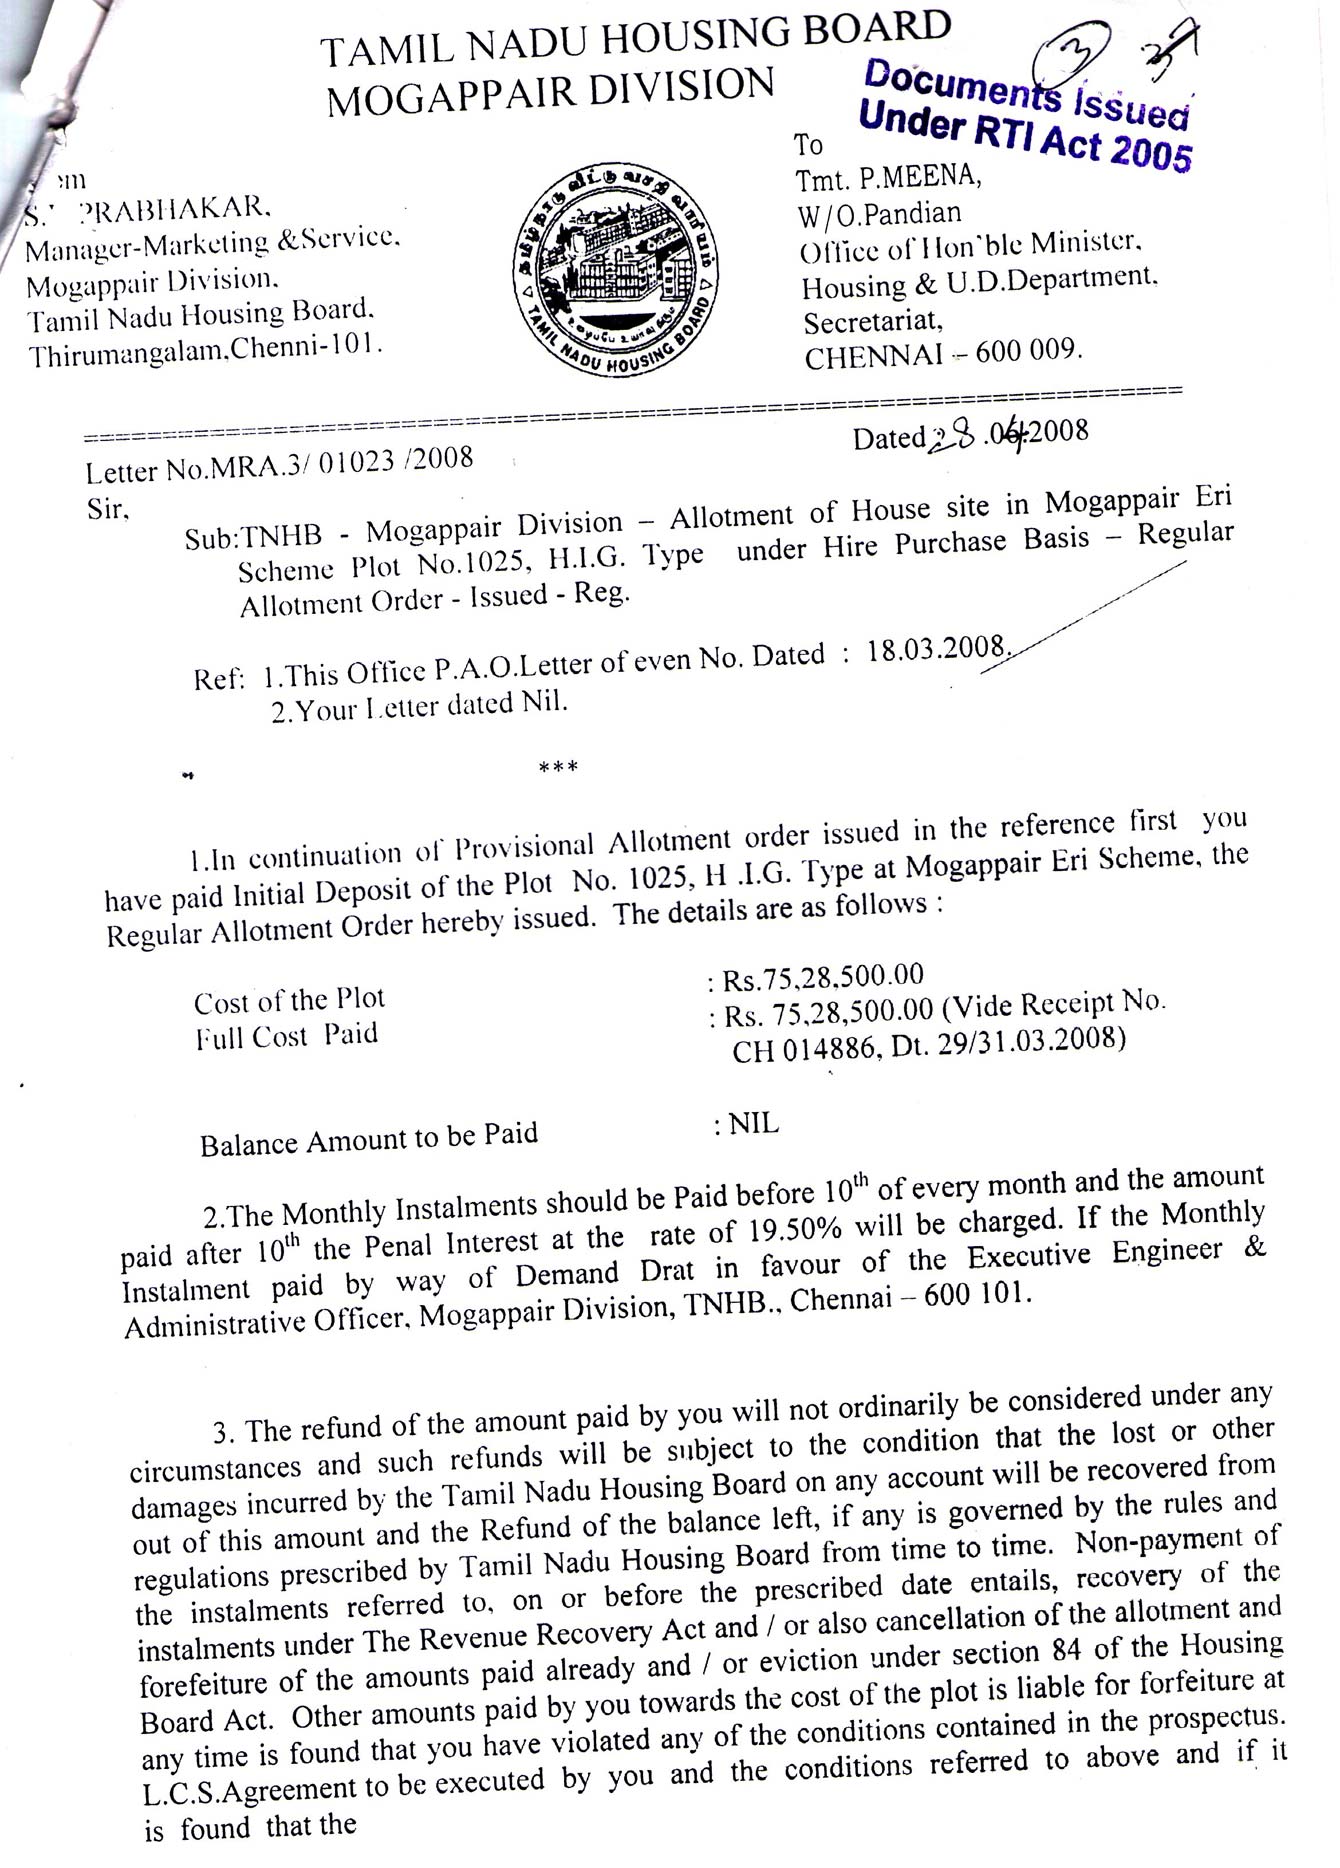 TAMIL NADU HOUSING BOARD
MOGAPPAIR DIVISION
3
Documents Issued
Under RTI Act 2005
PRABHAKAR,
Manager-Marketing &Service,
Mogappair Division,
Tamil Nadu Housing Board,
Thirumangalam,Chenni-101.
தமிழ்நாடு வீட்டு வசதி வாரியம்
TAMIL NADU HOUSING BOARD
To
Tmt. P.MEENA,
W/O.Pandian
Office of Hon`ble Minister,
Housing & U.D.Department,
Secretariat,
CHENNAI – 600 009.
Letter No.MRA.3/ 01023 /2008
Dated 28.04.2008
Sir,
Sub:TNHB - Mogappair Division – Allotment of House site in Mogappair Eri
Scheme Plot No.1025, H.I.G. Type under Hire Purchase Basis – Regular
Allotment Order - Issued - Reg.
Ref: 1.This Office P.A.O.Letter of even No. Dated : 18.03.2008.
2.Your Letter dated Nil.
***
1.In continuation of Provisional Allotment order issued in the reference first you
have paid Initial Deposit of the Plot No. 1025, H .I.G. Type at Mogappair Eri Scheme, the
Regular Allotment Order hereby issued. The details are as follows :
Cost of the Plot : Rs.75,28,500.00
Full Cost Paid : Rs. 75,28,500.00 (Vide Receipt No.
CH 014886, Dt. 29/31.03.2008)
Balance Amount to be Paid : NIL
2.The Monthly Instalments should be Paid before 10th of every month and the amount
paid after 10th the Penal Interest at the rate of 19.50% will be charged. If the Monthly
Instalment paid by way of Demand Drat in favour of the Executive Engineer &
Administrative Officer, Mogappair Division, TNHB., Chennai – 600 101.
3. The refund of the amount paid by you will not ordinarily be considered under any
circumstances and such refunds will be subject to the condition that the lost or other
damages incurred by the Tamil Nadu Housing Board on any account will be recovered from
out of this amount and the Refund of the balance left, if any is governed by the rules and
regulations prescribed by Tamil Nadu Housing Board from time to time. Non-payment of
the instalments referred to, on or before the prescribed date entails, recovery of the
instalments under The Revenue Recovery Act and / or also cancellation of the allotment and
forefeiture of the amounts paid already and / or eviction under section 84 of the Housing
Board Act. Other amounts paid by you towards the cost of the plot is liable for forfeiture at
any time is found that you have violated any of the conditions contained in the prospectus.
L.C.S.Agreement to be executed by you and the conditions referred to above and if it
is found that the